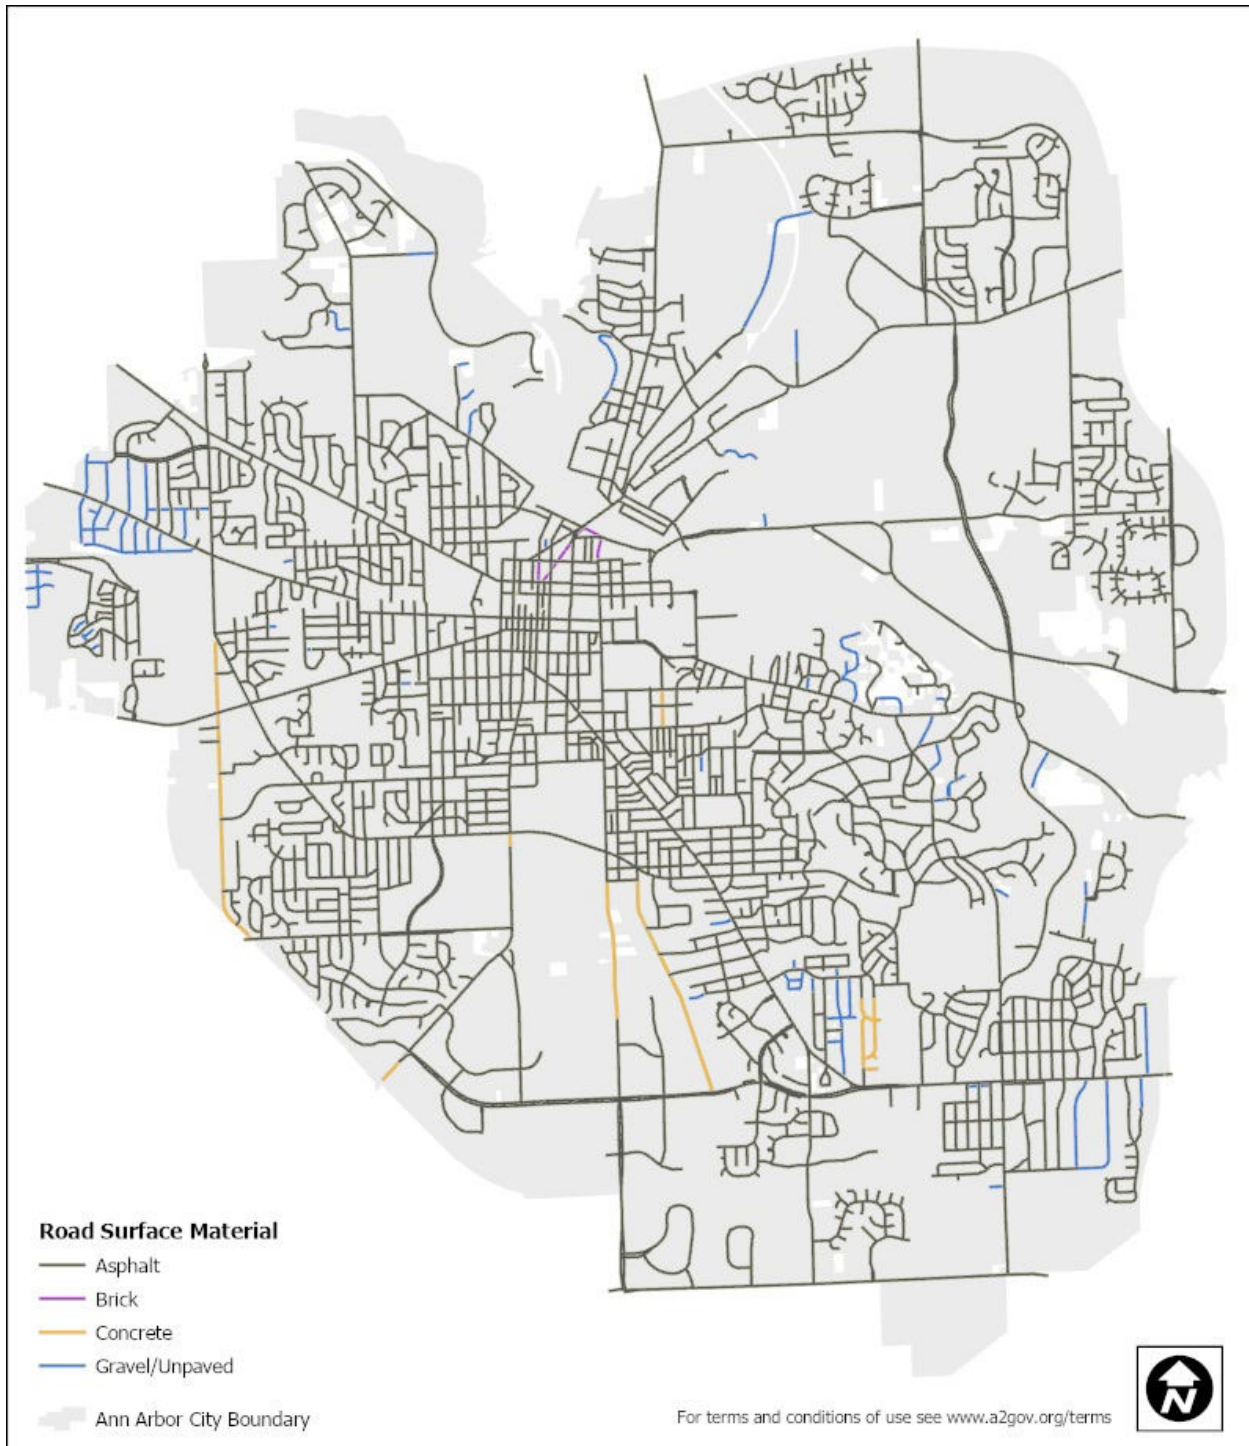 Road Surface Material
Asphalt
Brick
Concrete
Gravel/Unpaved
Ann Arbor City Boundary
For terms and conditions of use see www.a2gov.org/terms
N